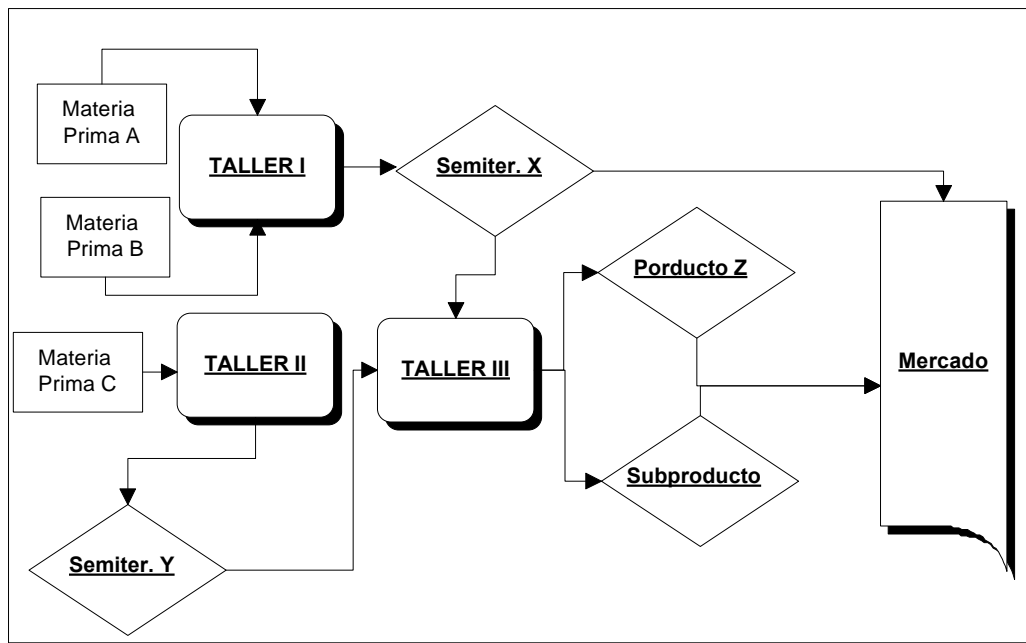 Materia
Prima A
TALLER I
Semiter. X
Materia
Prima B
Porducto Z
Materia
Prima C
TALLER II
TALLER III
Mercado
Subproducto
Semiter. Y